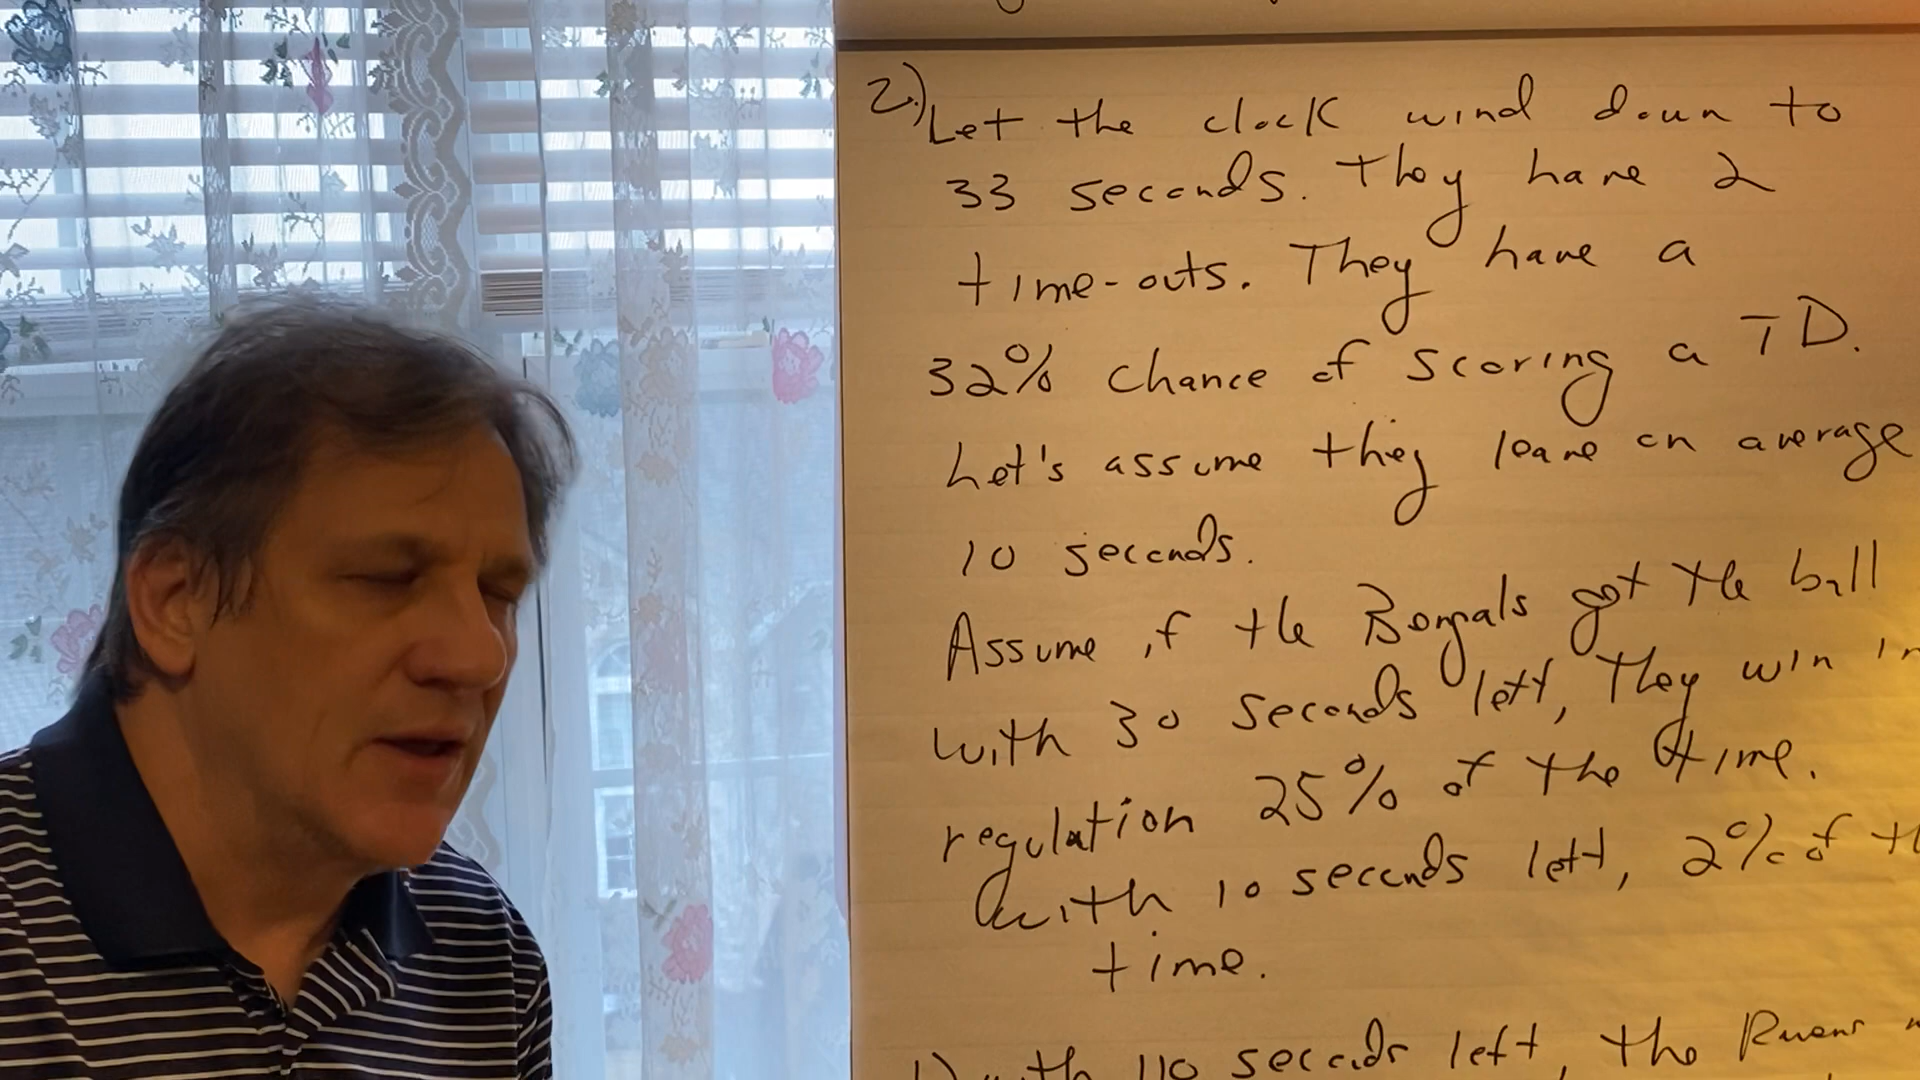 2.) Let the clock wind down to
33 seconds. They have 2
time-outs. They have a
32% chance of scoring a TD.
Let's assume they leave on average
10 seconds.
Assume if the Bengals got the ball
with 30 seconds left, they win in
regulation 25% of the time.
With 10 seconds left, 2% of th
time.
1) with 110 seconds left, the Ravens